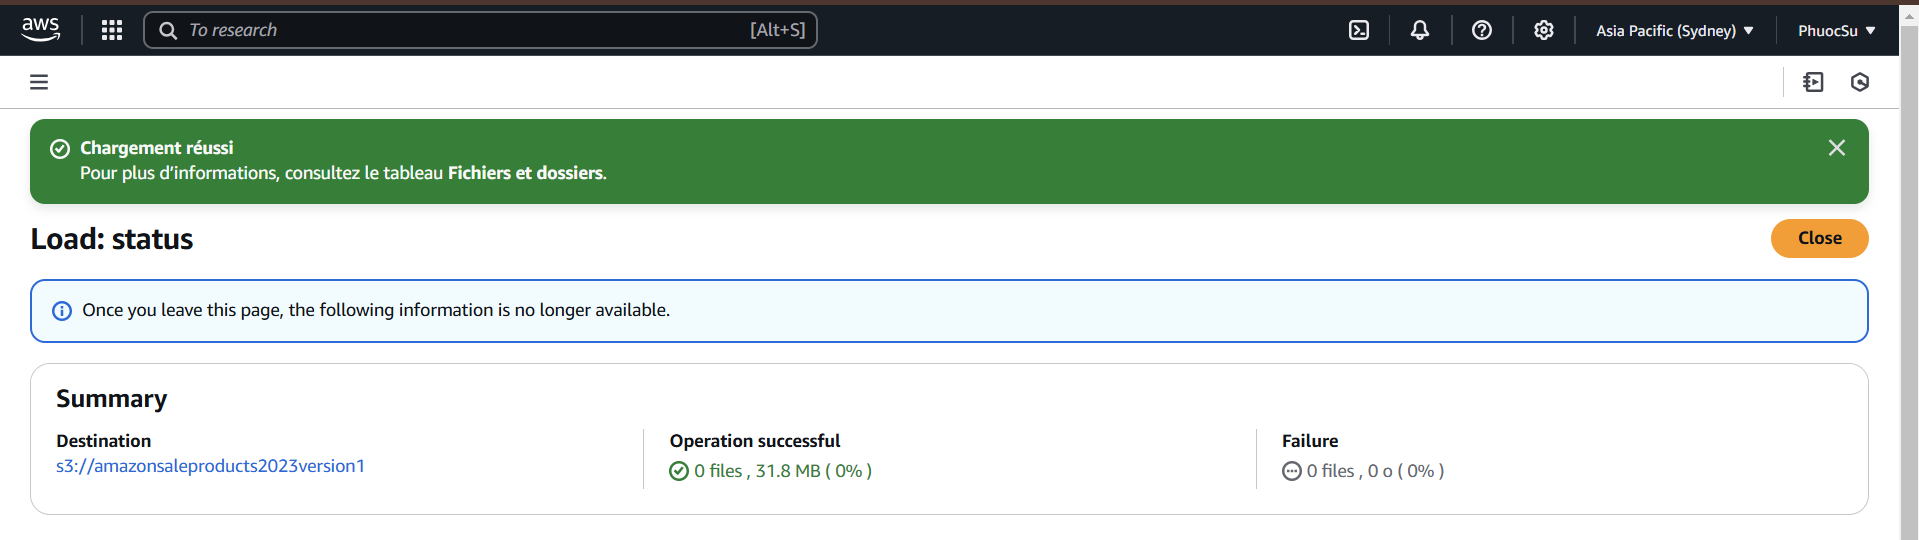 aws
To research [Alt+S]
Asia Pacific (Sydney)
PhuocSu
Chargement réussi
Pour plus d’informations, consultez le tableau Fichiers et dossiers.
Load: status
Close
Once you leave this page, the following information is no longer available.
Summary
Destination
s3://amazonsaleproducts2023version1
Operation successful
0 files , 31.8 MB ( 0% )
Failure
0 files , 0 o ( 0% )